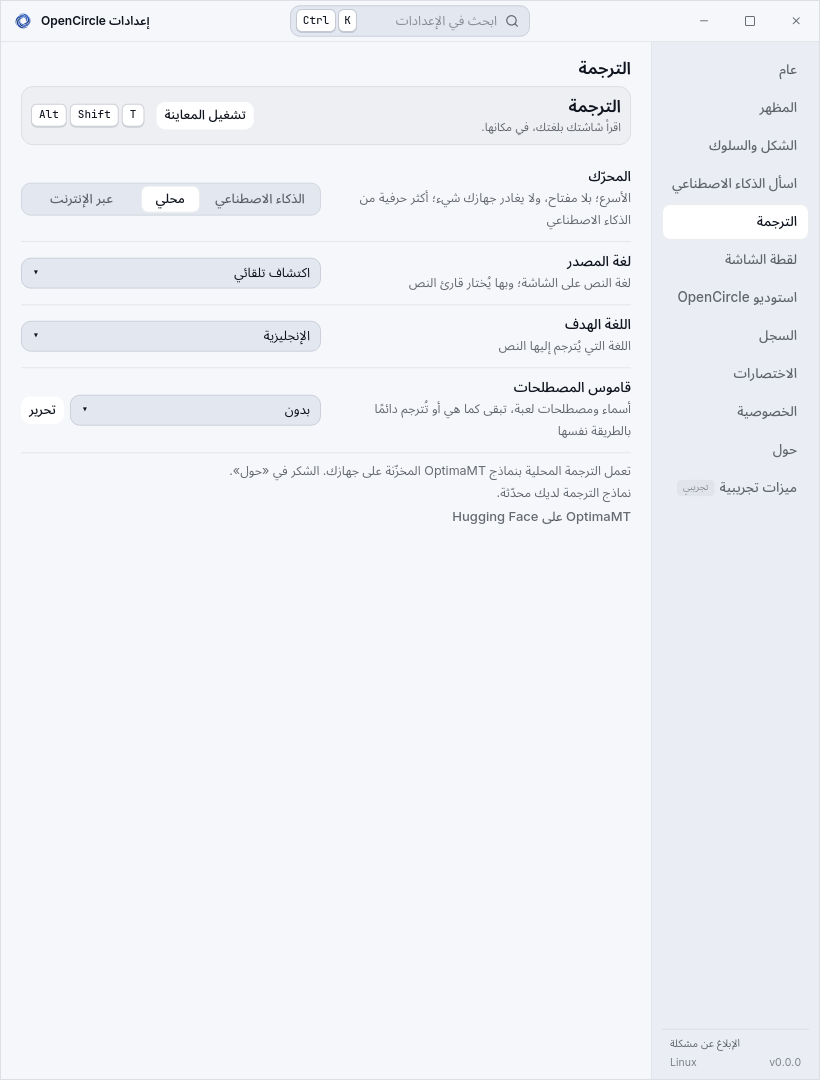 إعدادات OpenCircle
ابحث في الإعدادات
Ctrl K
عام
المظهر
الشكل والسلوك
اسأل الذكاء الاصطناعي
الترجمة
لقطة الشاشة
استوديو OpenCircle
السجل
الاختصارات
الخصوصية
حول
ميزات تجريبية تجريبي
الإبلاغ عن مشكلة
Linux v0.0.0
الترجمة
الترجمة
اقرأ شاشتك بلغتك، في مكانها.
تشغيل المعاينة
Alt Shift T
المحرّك
الأسرع؛ بلا مفتاح، ولا يغادر جهازك شيء؛ أكثر حرفية من
الذكاء الاصطناعي
الذكاء الاصطناعي محلي عبر الإنترنت
لغة المصدر
لغة النص على الشاشة؛ وبها يُختار قارئ النص
اكتشاف تلقائي
اللغة الهدف
اللغة التي يُترجم إليها النص
الإنجليزية
قاموس المصطلحات
أسماء ومصطلحات لعبة، تبقى كما هي أو تُترجم دائمًا
بالطريقة نفسها
بدون
تحرير
تعمل الترجمة المحلية بنماذج OptimaMT المخزّنة على جهازك. الشكر في «حول».
نماذج الترجمة لديك محدّثة.
OptimaMT على Hugging Face